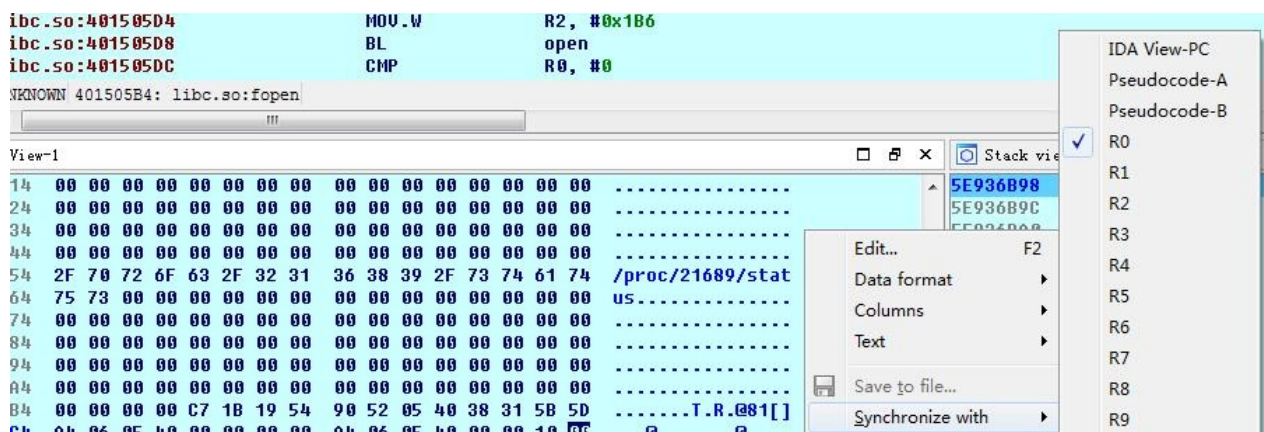 ibc.so:401505D4 MOV.W R2, #0x1B6
ibc.so:401505D8 BL open
ibc.so:401505DC CMP R0, #0
NKNOWN 401505B4: libc.so:fopen
View-1
14 00 00 00 00 00 00 00 00 00 00 00 00 00 00 00 00 ................
24 00 00 00 00 00 00 00 00 00 00 00 00 00 00 00 00 ................
34 00 00 00 00 00 00 00 00 00 00 00 00 00 00 00 00 ................
44 00 00 00 00 00 00 00 00 00 00 00 00 00 00 00 00 ................
54 2F 70 72 6F 63 2F 32 31 36 38 39 2F 73 74 61 74 /proc/21689/stat
64 75 73 00 00 00 00 00 00 00 00 00 00 00 00 00 00 us..............
74 00 00 00 00 00 00 00 00 00 00 00 00 00 00 00 00 ................
84 00 00 00 00 00 00 00 00 00 00 00 00 00 00 00 00 ................
94 00 00 00 00 00 00 00 00 00 00 00 00 00 00 00 00 ................
A4 00 00 00 00 00 00 00 00 00 00 00 00 00 00 00 00 ................
B4 00 00 00 00 C7 1B 19 54 90 52 05 40 38 31 5B 5D .......T.R.@81[]
Stack vie
5E936B98
5E936B9C
Edit... F2
Data format
Columns
Text
Save to file...
Synchronize with
IDA View-PC
Pseudocode-A
Pseudocode-B
R0
R1
R2
R3
R4
R5
R6
R7
R8
R9